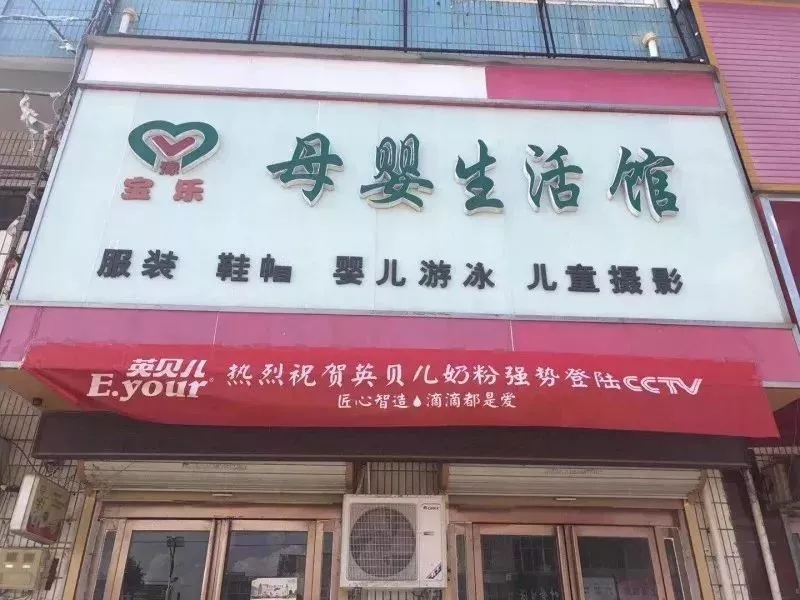 豫
宝乐
母婴生活馆
服装 鞋帽 婴儿游泳 儿童摄影
英贝儿
E.your®
热烈祝贺英贝儿奶粉强势登陆CCTV
匠心智造 滴滴都是爱